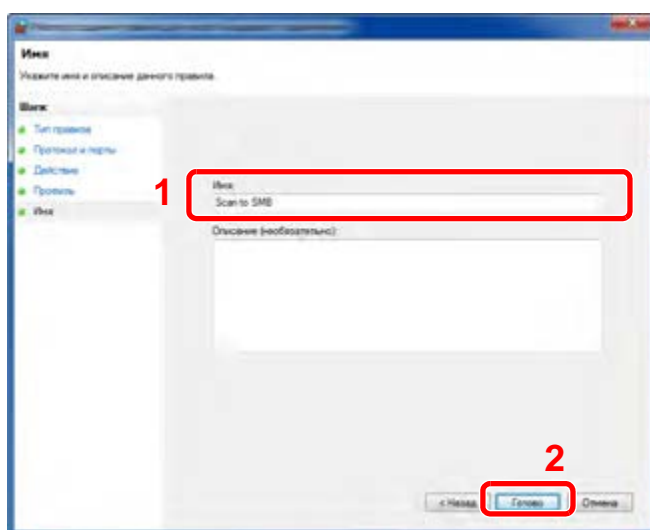 Имя
Укажите имя и описание данного правила.
Шаги:
Тип правила
Протокол и порты
Действие
Профиль
Имя
1
Имя:
Scan to SMB
Описание (необязательно):
2
< Назад
Готово
Отмена